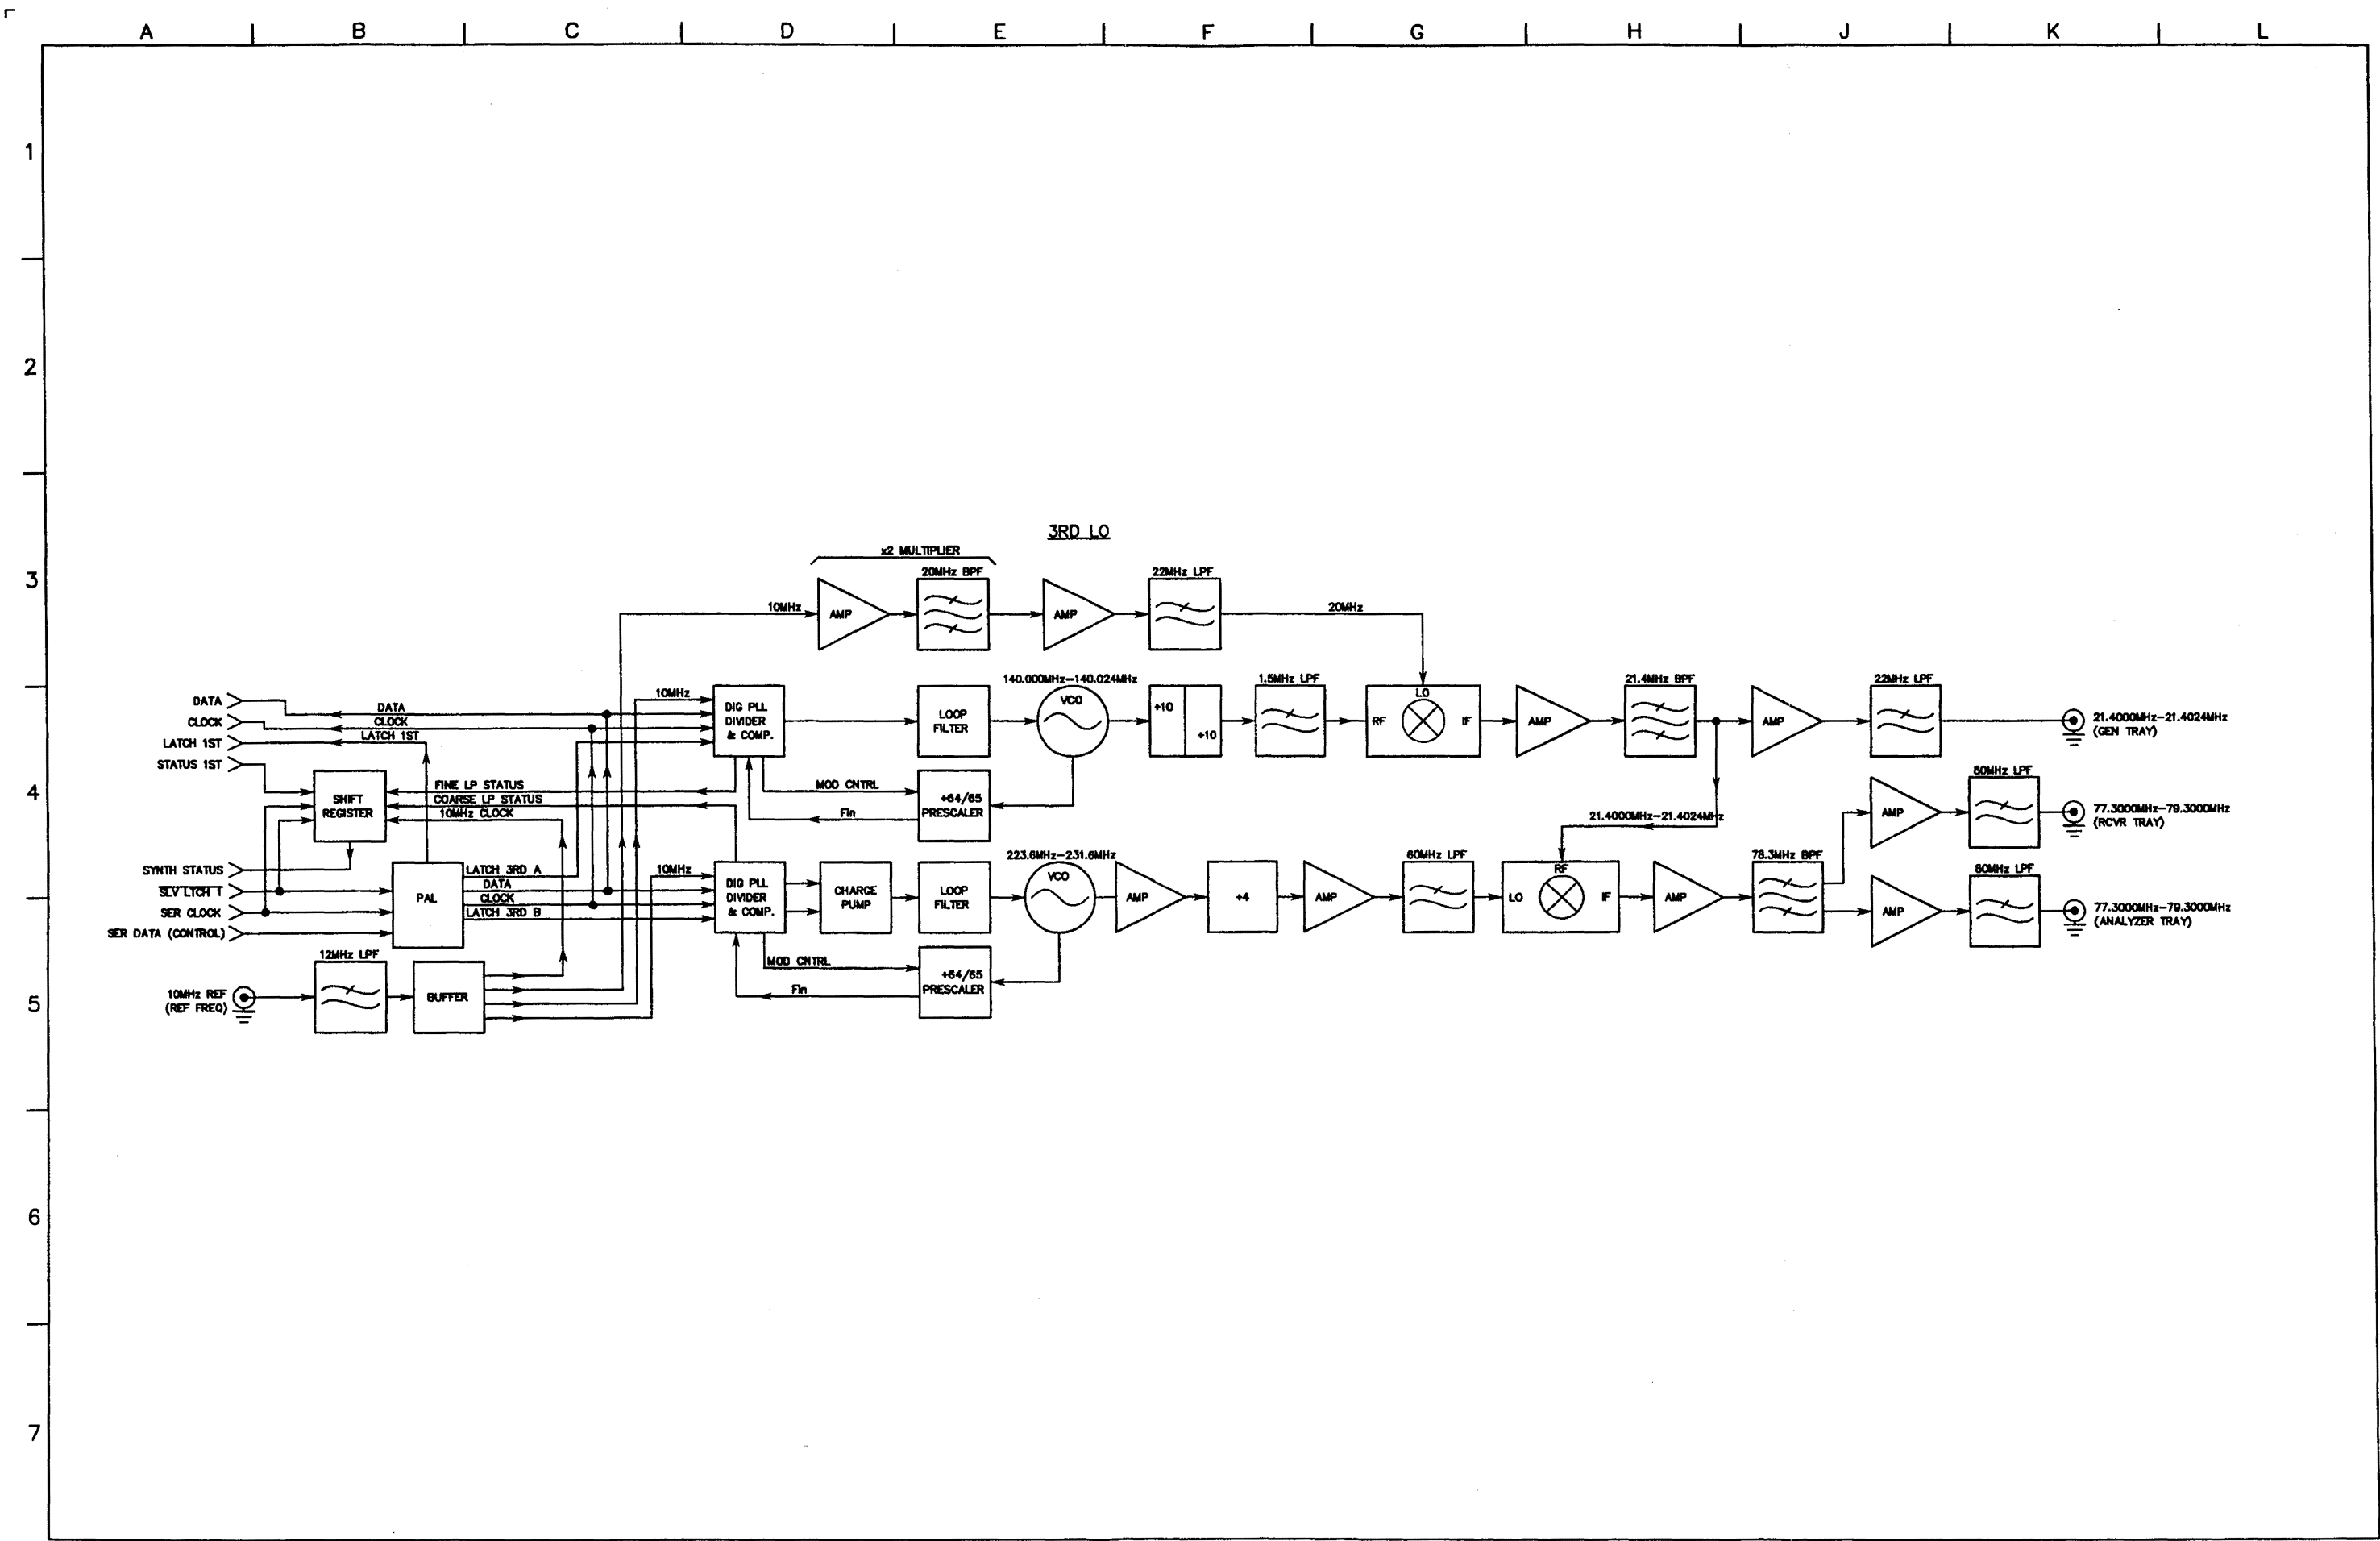 A B C D E F G H J K L
1
2
3
4
5
6
7
3RD LO
x2 MULTIPLIER
20MHz BPF
22MHz LPF
10MHz
AMP
AMP
20MHz
140.000MHz-140.024MHz
1.5MHz LPF
21.4MHz BPF
22MHz LPF
DATA
CLOCK
LATCH 1ST
STATUS 1ST
DATA
CLOCK
LATCH 1ST
10MHz
DIG PLL
DIVIDER
& COMP.
LOOP
FILTER
VCO
÷10
÷10
LO
RF
IF
AMP
AMP
21.4000MHz-21.4024MHz
(GEN TRAY)
SHIFT
REGISTER
FINE LP STATUS
COARSE LP STATUS
10MHz CLOCK
MOD CNTRL
Fin
÷64/65
PRESCALER
21.4000MHz-21.4024MHz
AMP
80MHz LPF
77.3000MHz-79.3000MHz
(RCVR TRAY)
SYNTH STATUS
SLV LTCH 1
SER CLOCK
SER DATA (CONTROL)
PAL
LATCH 3RD A
DATA
CLOCK
LATCH 3RD B
10MHz
DIG PLL
DIVIDER
& COMP.
CHARGE
PUMP
LOOP
FILTER
223.6MHz-231.6MHz
VCO
AMP
÷4
AMP
60MHz LPF
RF
LO
IF
AMP
78.3MHz BPF
AMP
80MHz LPF
77.3000MHz-79.3000MHz
(ANALYZER TRAY)
10MHz REF
(REF FREQ)
12MHz LPF
BUFFER
MOD CNTRL
Fin
÷64/65
PRESCALER